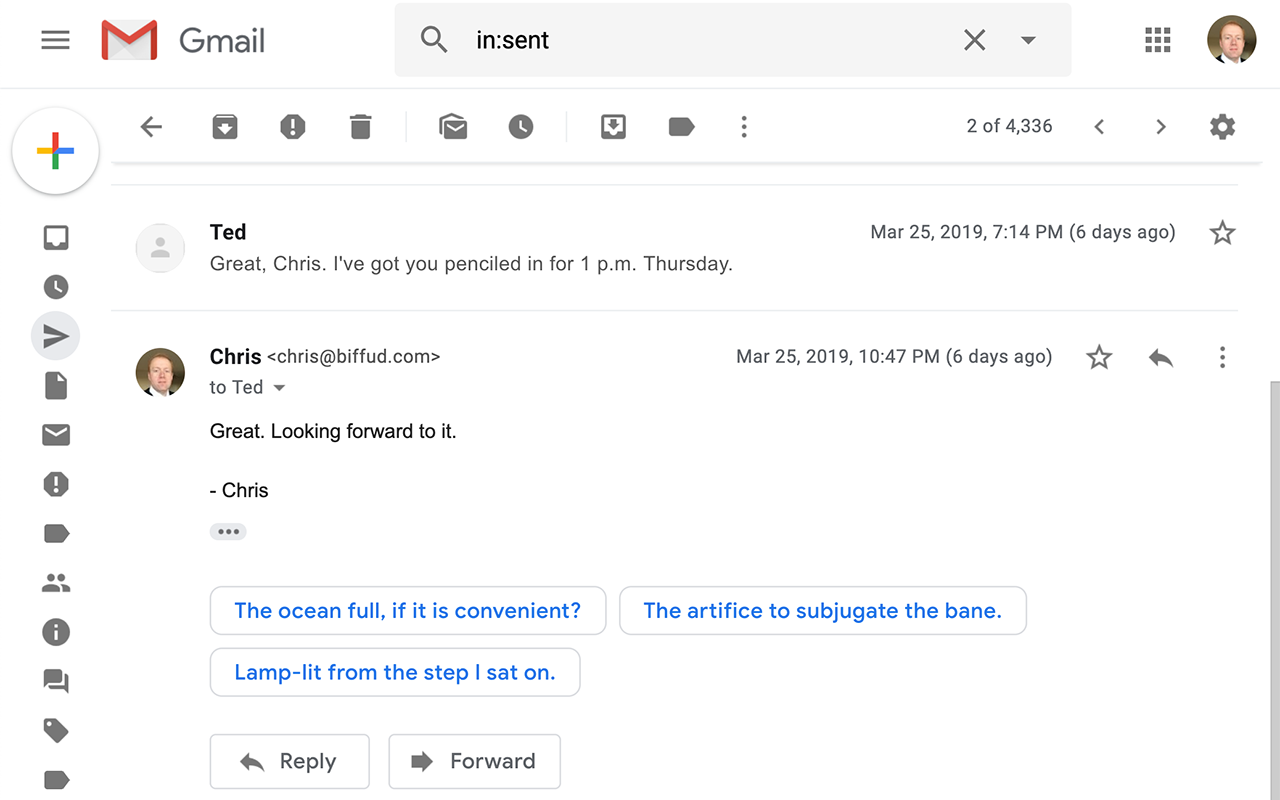 Gmail
in:sent
2 of 4,336
Ted
Mar 25, 2019, 7:14 PM (6 days ago)
Great, Chris. I've got you penciled in for 1 p.m. Thursday.
Chris <chris@biffud.com>
Mar 25, 2019, 10:47 PM (6 days ago)
to Ted
Great. Looking forward to it.
- Chris
The ocean full, if it is convenient?
The artifice to subjugate the bane.
Lamp-lit from the step I sat on.
Reply
Forward